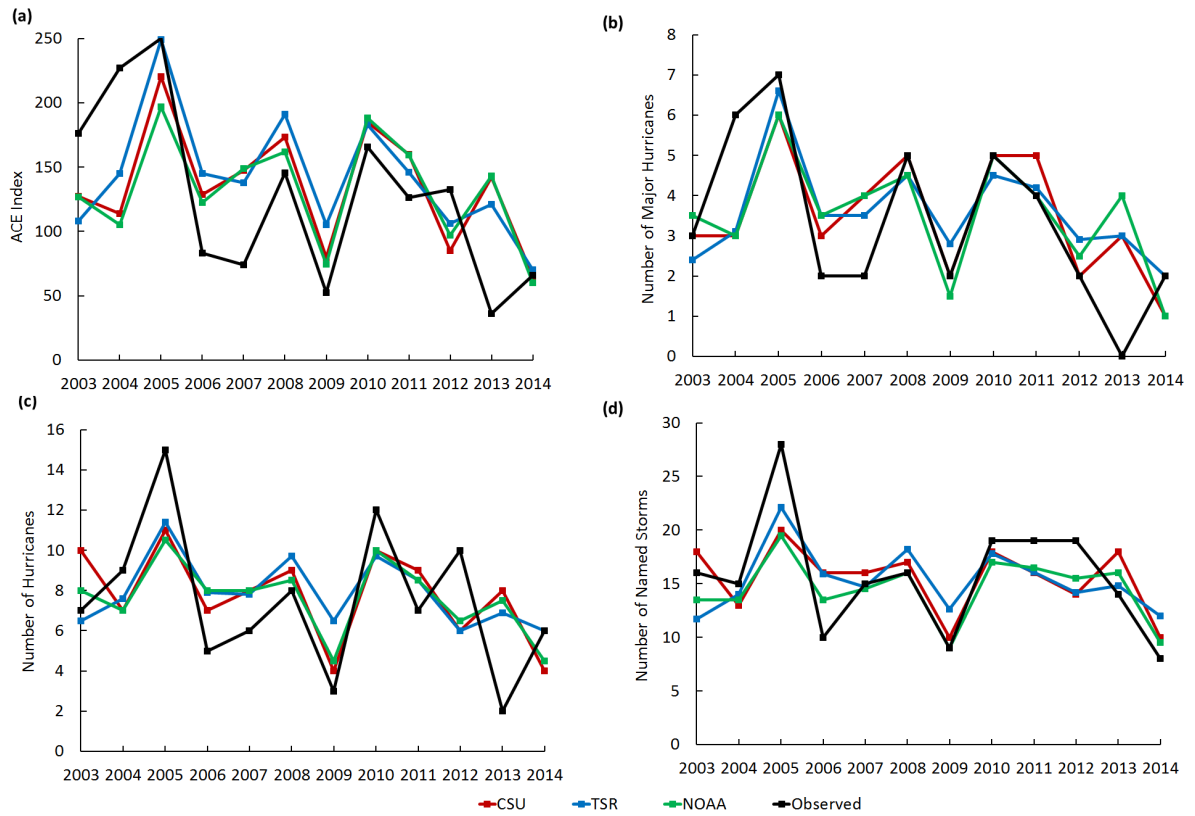 (a)
ACE Index
250
200
150
100
50
0
2003 2004 2005 2006 2007 2008 2009 2010 2011 2012 2013 2014
(b)
Number of Major Hurricanes
8
7
6
5
4
3
2
1
0
2003 2004 2005 2006 2007 2008 2009 2010 2011 2012 2013 2014
(c)
Number of Hurricanes
16
14
12
10
8
6
4
2
0
2003 2004 2005 2006 2007 2008 2009 2010 2011 2012 2013 2014
(d)
Number of Named Storms
30
25
20
15
10
5
0
2003 2004 2005 2006 2007 2008 2009 2010 2011 2012 2013 2014
CSU TSR NOAA Observed